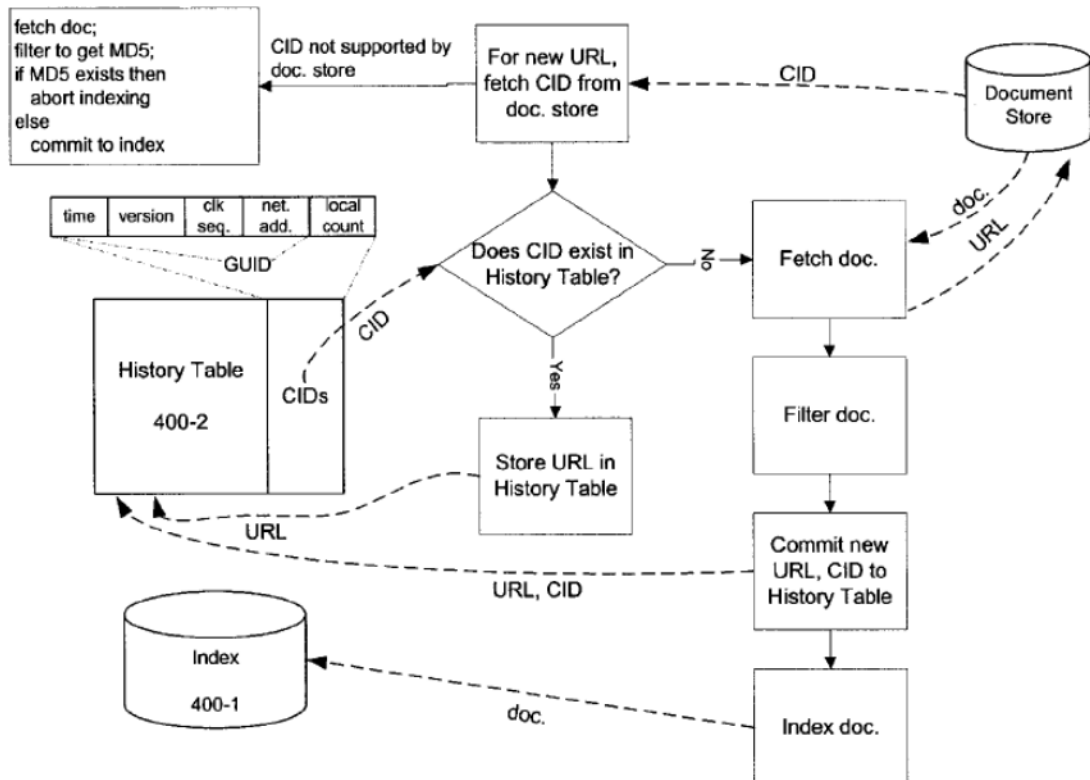 fetch doc;
filter to get MD5;
if MD5 exists then
abort indexing
else
commit to index
CID not supported by
doc. store
For new URL,
fetch CID from
doc. store
CID
Document
Store
time
version
clk
seq.
net.
add.
local
count
GUID
Does CID exist in
History Table?
No
doc.
URL
Fetch doc.
CID
History Table
400-2
CIDs
Yes
Filter doc.
Store URL in
History Table
URL
Commit new
URL, CID to
History Table
URL, CID
Index
400-1
doc.
Index doc.